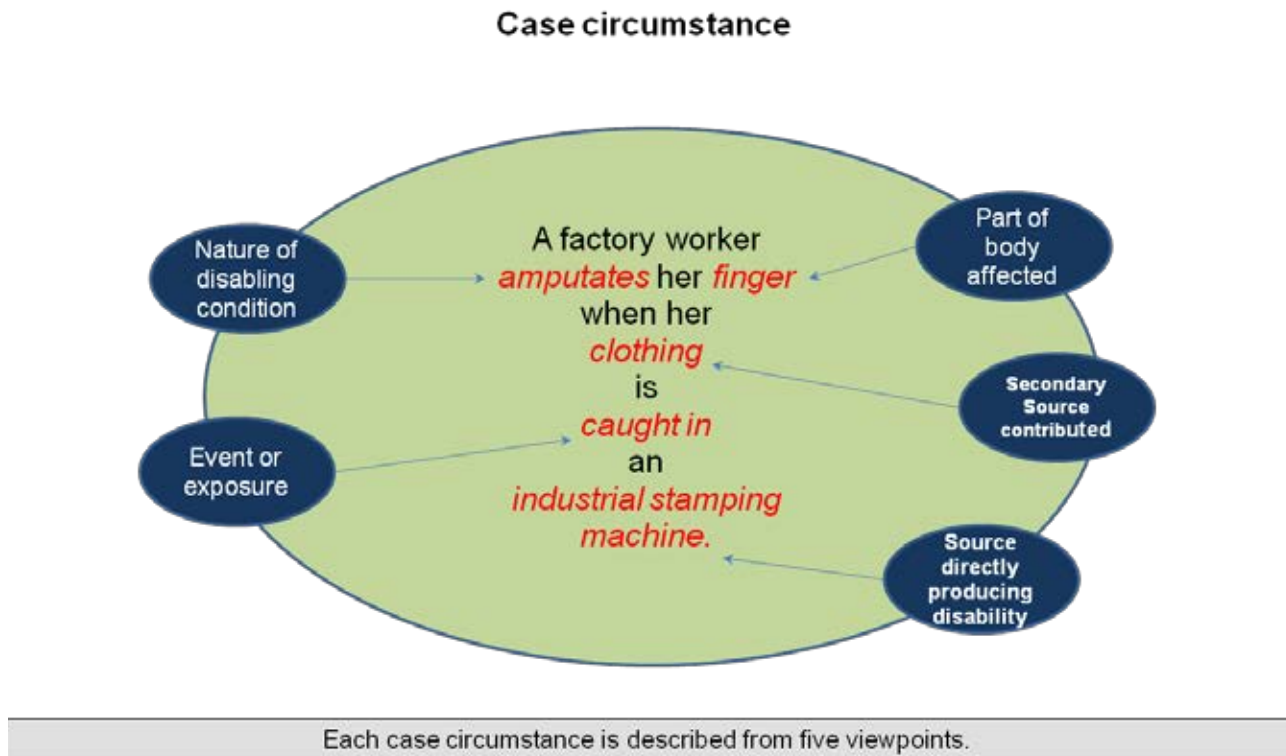 Case circumstance
Nature of
disabling
condition
Event or
exposure
A factory worker
amputates her finger
when her
clothing
is
caught in
an
industrial stamping
machine.
Part of
body
affected
Secondary
Source
contributed
Source
directly
producing
disability
Each case circumstance is described from five viewpoints.